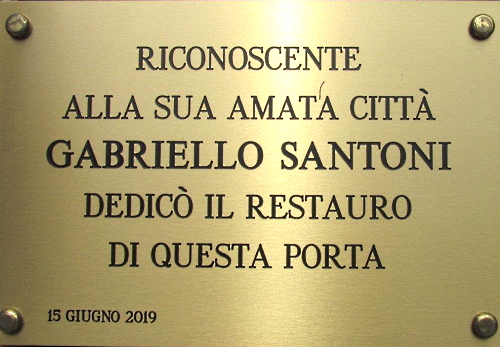 RICONOSCENTE
ALLA SUA AMATA CITTÀ
GABRIELLO SANTONI
DEDICÒ IL RESTAURO
DI QUESTA PORTA
15 GIUGNO 2019